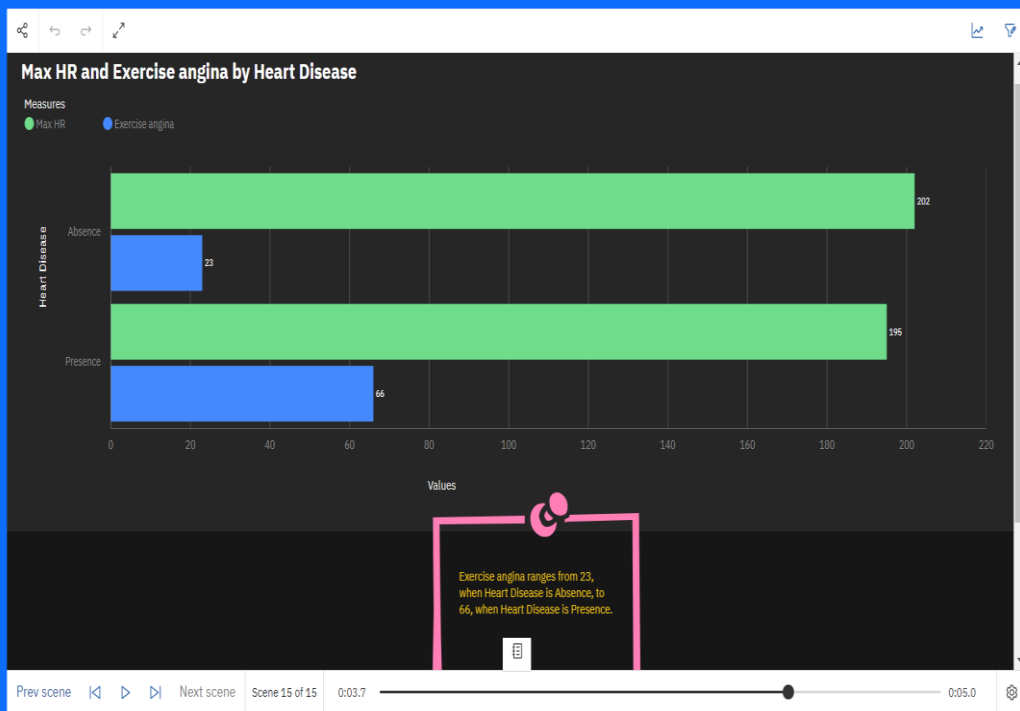 Max HR and Exercise angina by Heart Disease
Measures
Max HR Exercise angina
202
Absence
23
Heart Disease
195
Presence
66
0 20 40 60 80 100 120 140 160 180 200 220
Values
Exercise angina ranges from 23,
when Heart Disease is Absence, to
66, when Heart Disease is Presence.
Prev scene Next scene Scene 15 of 15 0:03.7 0:05.0